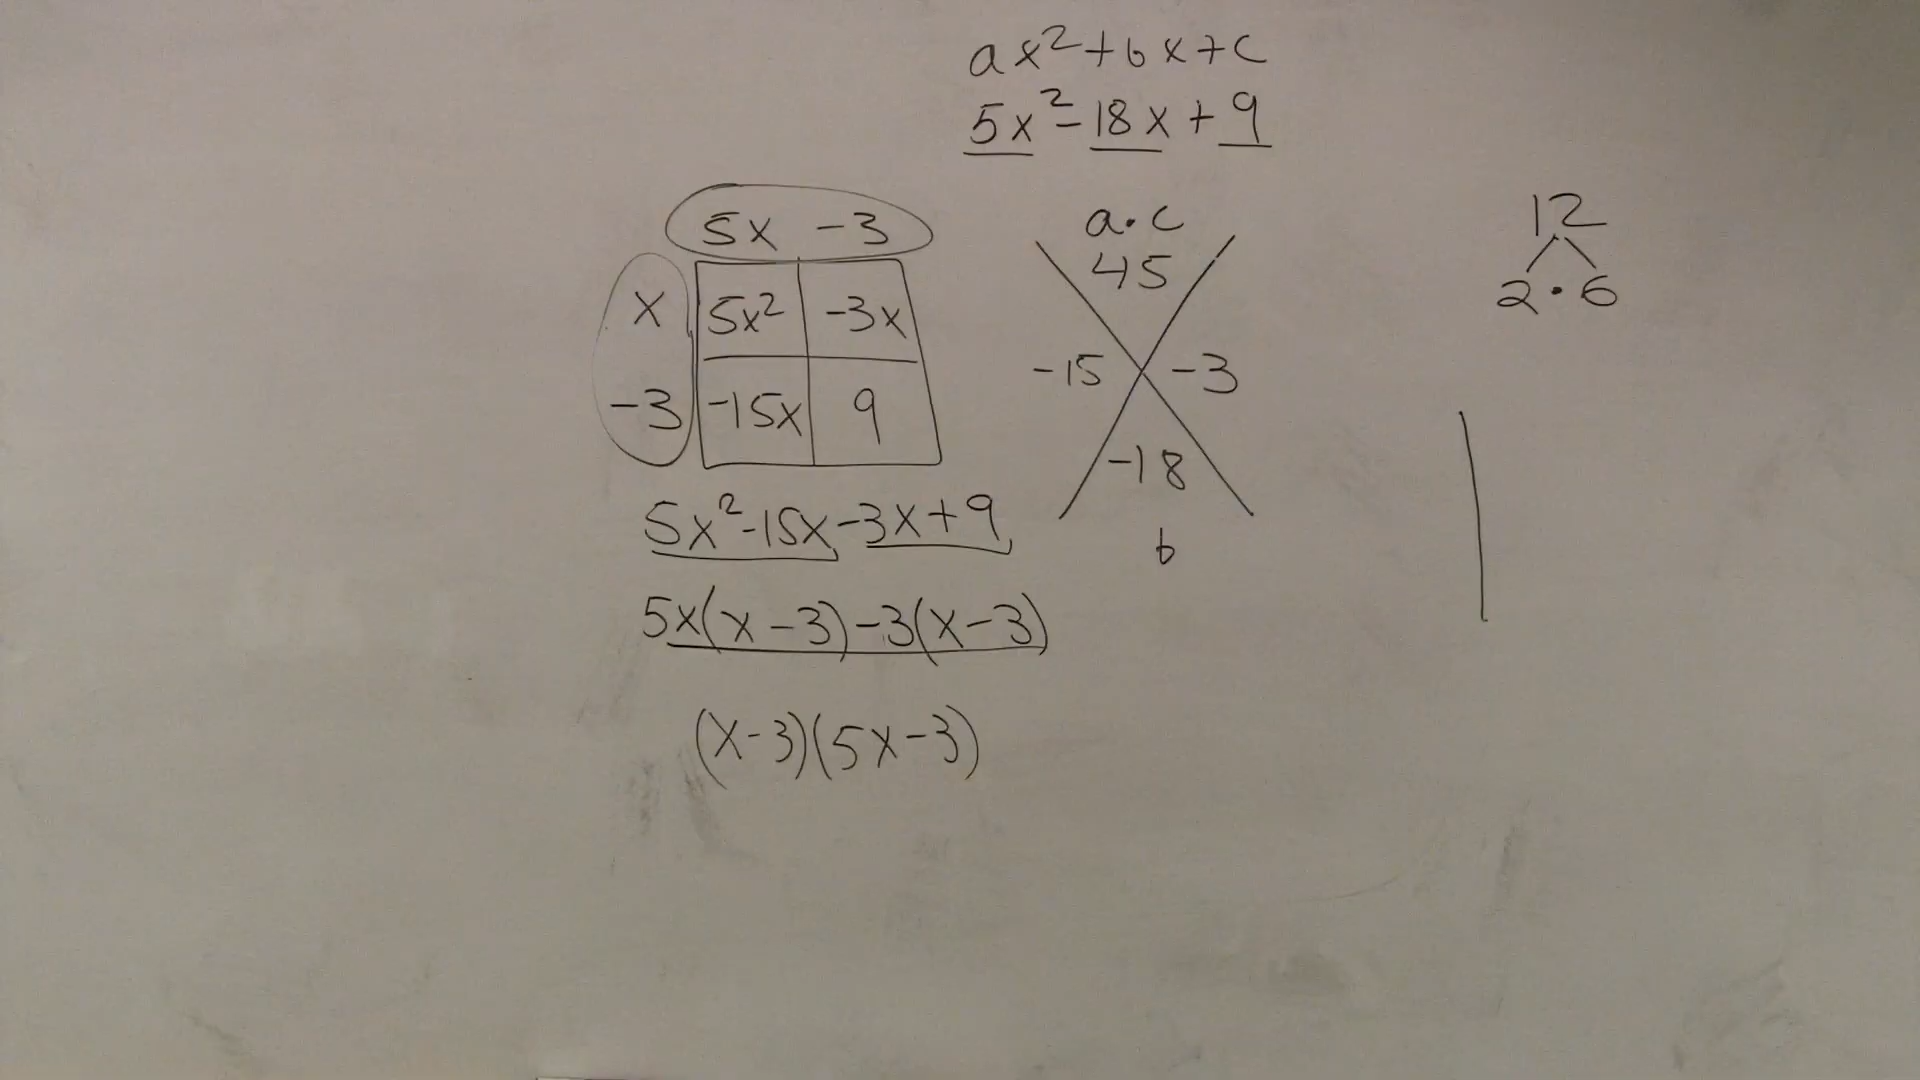 ax²+bx+c
5x²-18x+9
5x -3
x 5x² -3x
-3 -15x 9
a·c
45
-15 -3
-18
b
12
2·6
5x²-15x-3x+9
5x(x-3)-3(x-3)
(x-3)(5x-3)